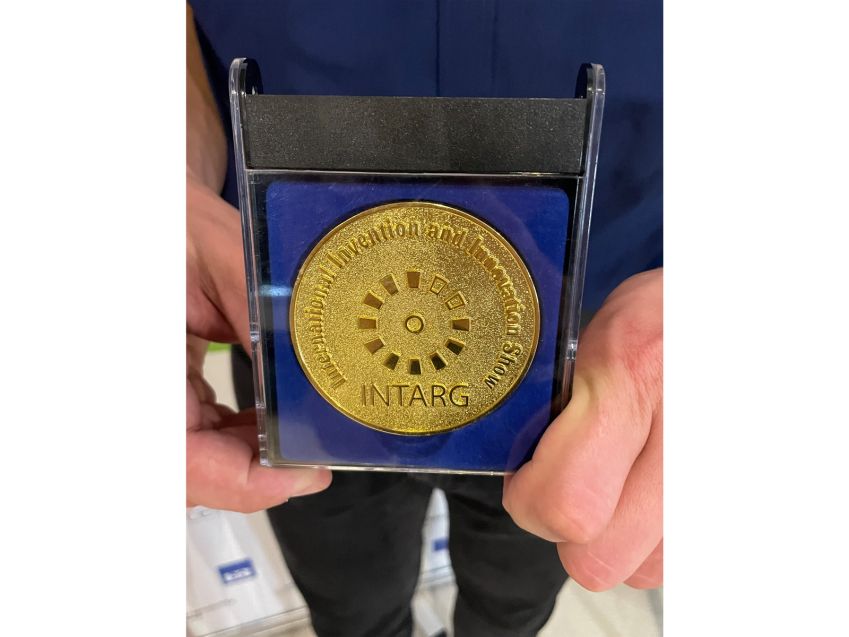 International Invention and Innovation Show
INTARG